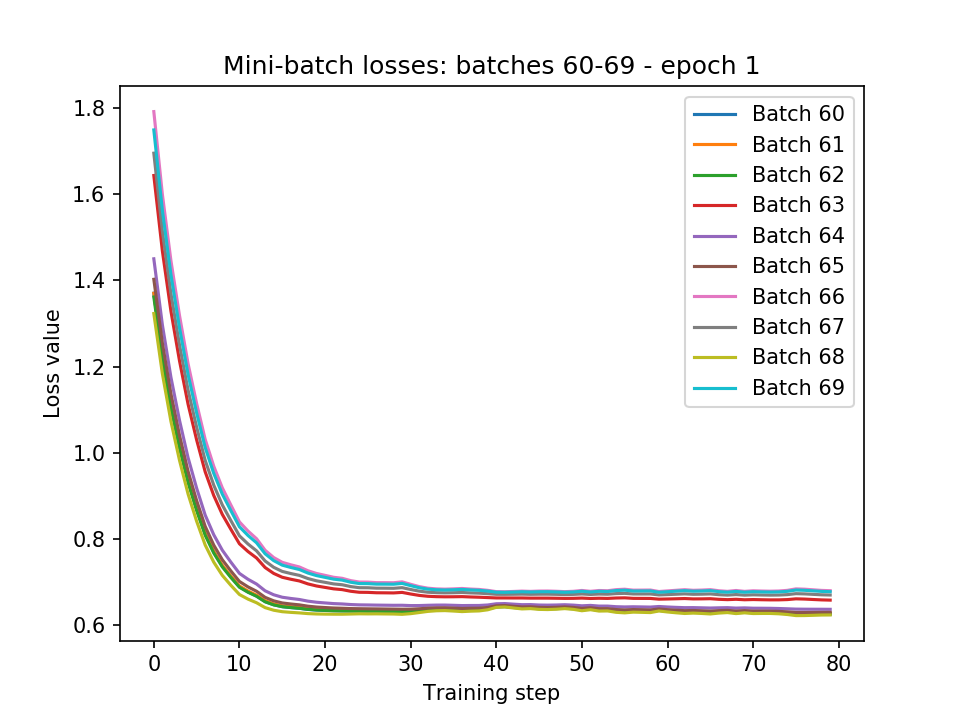 Mini-batch losses: batches 60-69 - epoch 1
1.8
1.6
1.4
1.2
1.0
0.8
0.6
Loss value
Batch 60
Batch 61
Batch 62
Batch 63
Batch 64
Batch 65
Batch 66
Batch 67
Batch 68
Batch 69
0 10 20 30 40 50 60 70 80
Training step